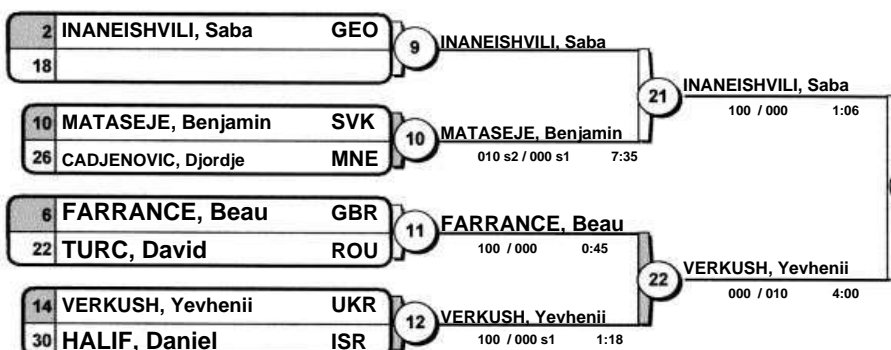 2 INANEISHVILI, Saba GEO
18
9
INANEISHVILI, Saba
10 MATASEJE, Benjamin SVK
26 CADJENOVIC, Djordje MNE
10
MATASEJE, Benjamin
010 s2 / 000 s1 7:35
21
INANEISHVILI, Saba
100 / 000 1:06
6 FARRANCE, Beau GBR
22 TURC, David ROU
11
FARRANCE, Beau
100 / 000 0:45
14 VERKUSH, Yevhenii UKR
30 HALIF, Daniel ISR
12
VERKUSH, Yevhenii
100 / 000 s1 1:18
22
VERKUSH, Yevhenii
000 / 010 4:00